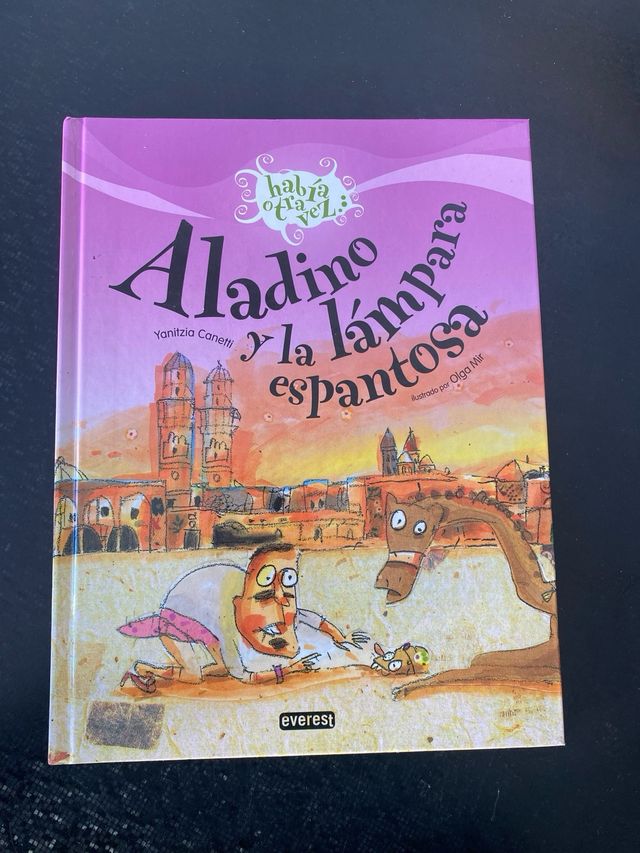 había
otra
vez...
Aladino
y la lámpara
espantosa
Yanitzia Canetti
ilustrado por Olga Mir
everest